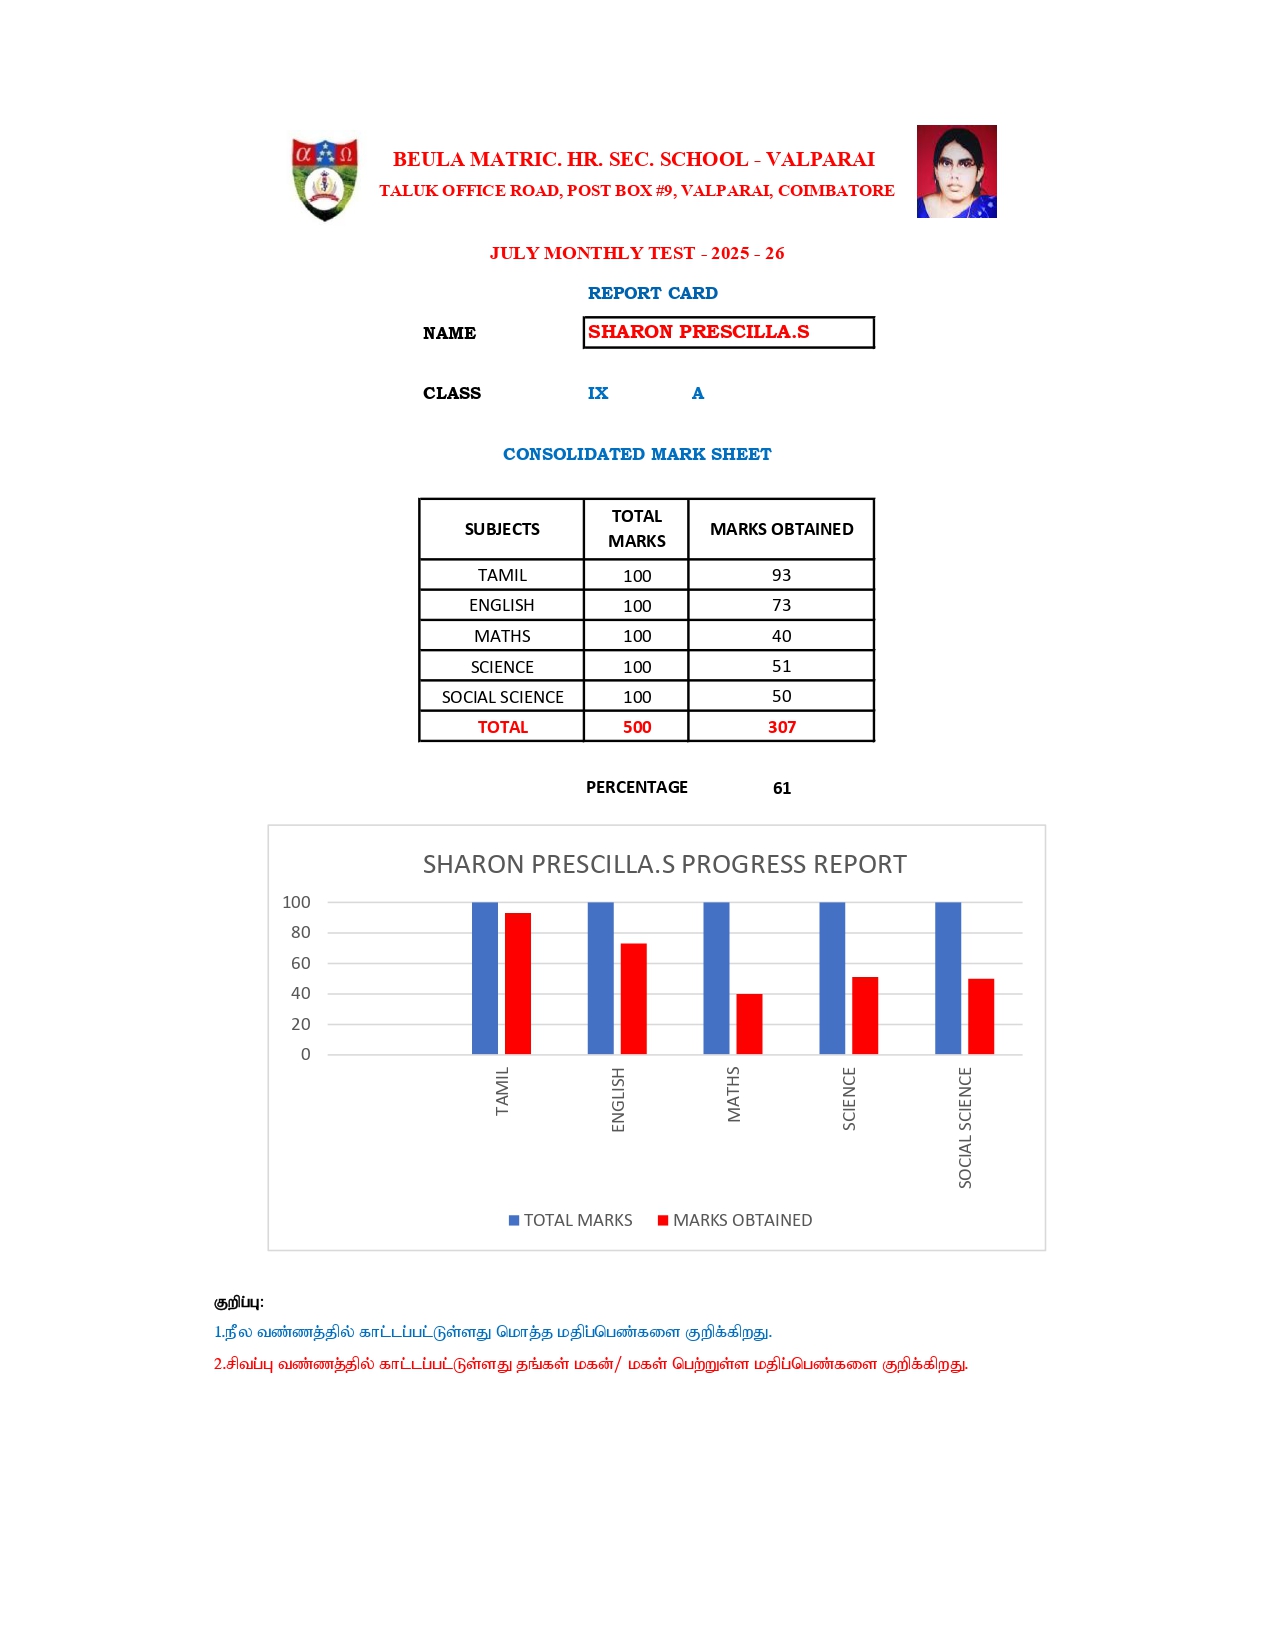 α Ω
BEULA MATRIC. HR. SEC. SCHOOL - VALPARAI
TALUK OFFICE ROAD, POST BOX #9, VALPARAI, COIMBATORE
JULY MONTHLY TEST - 2025 - 26
REPORT CARD
NAME SHARON PRESCILLA.S
CLASS IX A
CONSOLIDATED MARK SHEET
SUBJECTS TOTAL MARKS MARKS OBTAINED
TAMIL 100 93
ENGLISH 100 73
MATHS 100 40
SCIENCE 100 51
SOCIAL SCIENCE 100 50
TOTAL 500 307
PERCENTAGE 61
SHARON PRESCILLA.S PROGRESS REPORT
100
80
60
40
20
0
TAMIL
ENGLISH
MATHS
SCIENCE
SOCIAL SCIENCE
TOTAL MARKS MARKS OBTAINED
குறிப்பு:
1.நீல வண்ணத்தில் காட்டப்பட்டுள்ளது மொத்த மதிப்பெண்களை குறிக்கிறது.
2.சிவப்பு வண்ணத்தில் காட்டப்பட்டுள்ளது தங்கள் மகன்/ மகள் பெற்றுள்ள மதிப்பெண்களை குறிக்கிறது.